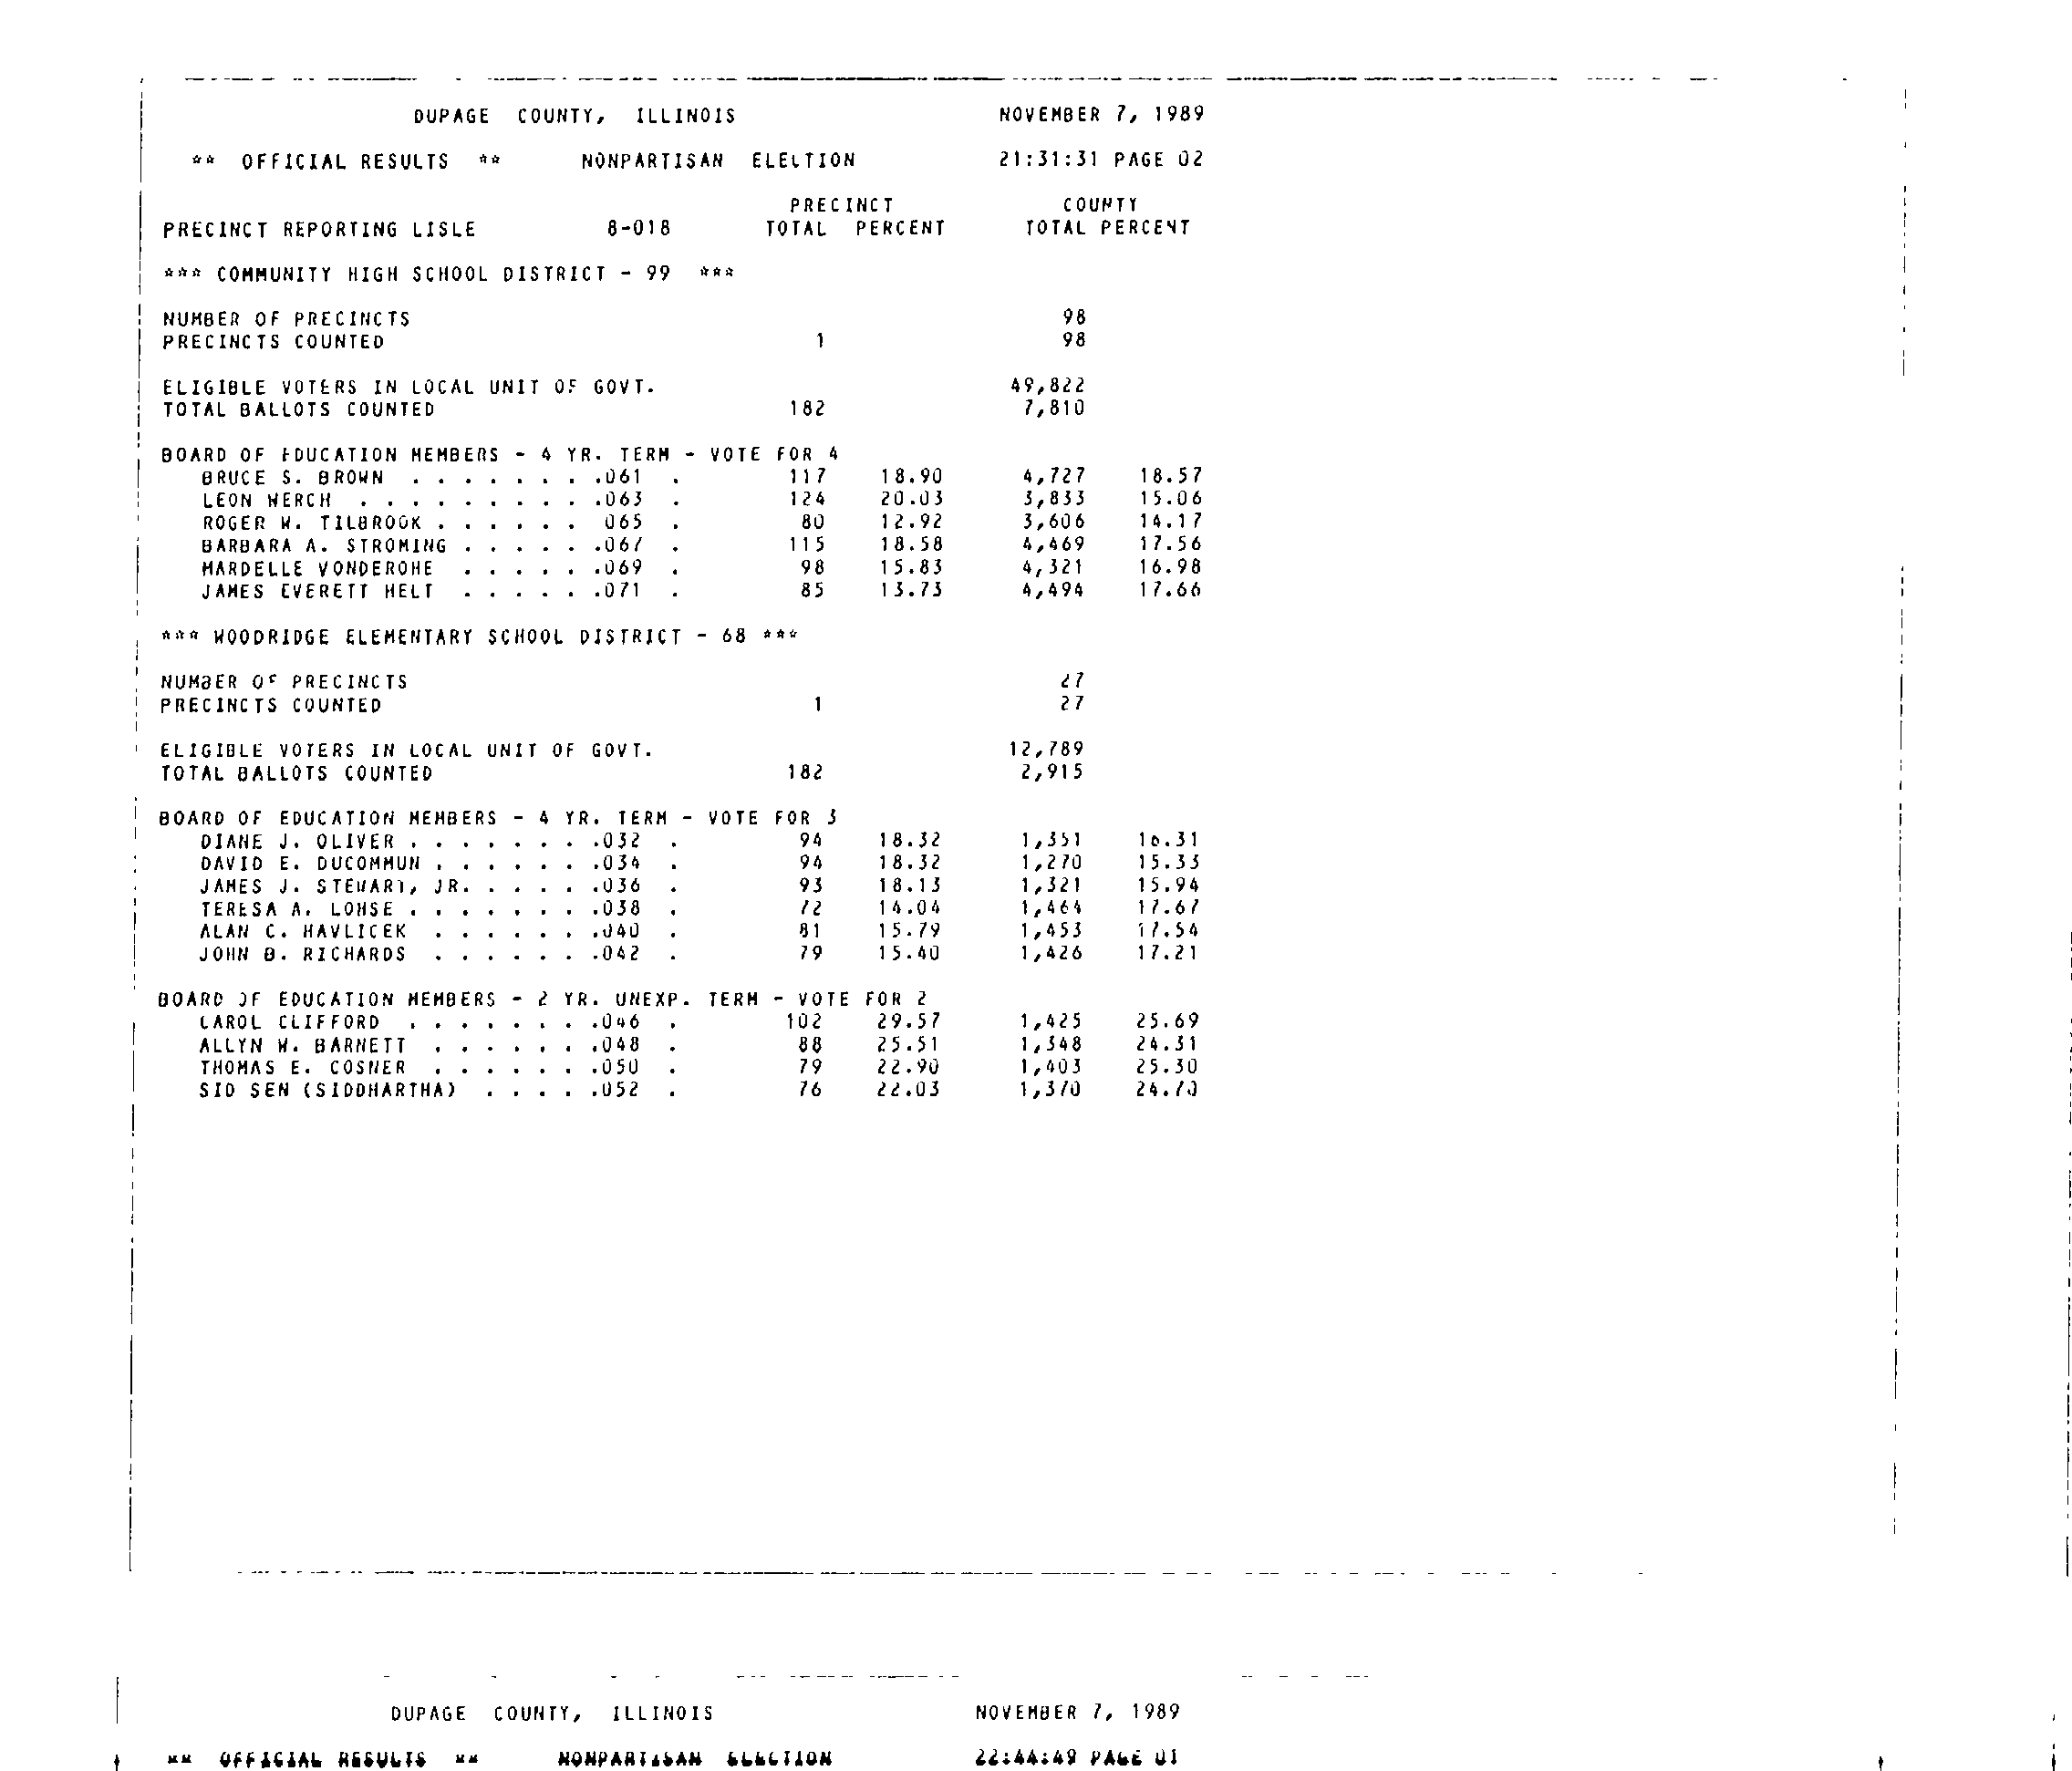 DUPAGE COUNTY, ILLINOIS NOVEMBER 7, 1989
** OFFICIAL RESULTS ** NONPARTISAN ELECTION 21:31:31 PAGE 02
PRECINCT COUNTY
PRECINCT REPORTING LISLE 8-018 TOTAL PERCENT TOTAL PERCENT
*** COMMUNITY HIGH SCHOOL DISTRICT - 99 ***
NUMBER OF PRECINCTS 98
PRECINCTS COUNTED 1 98
ELIGIBLE VOTERS IN LOCAL UNIT OF GOVT. 49,822
TOTAL BALLOTS COUNTED 182 7,810
BOARD OF EDUCATION MEMBERS - 4 YR. TERM - VOTE FOR 4
BRUCE S. BROWN . . . . . . . .061 . 117 18.90 4,727 18.57
LEON WERCH . . . . . . . . . .063 . 124 20.03 3,833 15.06
ROGER W. TILBROOK . . . . . . 065 . 80 12.92 3,606 14.17
BARBARA A. STROMING . . . . . .067 . 115 18.58 4,469 17.56
MARDELLE VONDEROHE . . . . . .069 . 98 15.83 4,321 16.98
JAMES EVERETT HELT . . . . . .071 . 85 13.73 4,494 17.66
*** WOODRIDGE ELEMENTARY SCHOOL DISTRICT - 68 ***
NUMBER OF PRECINCTS 27
PRECINCTS COUNTED 1 27
ELIGIBLE VOTERS IN LOCAL UNIT OF GOVT. 12,789
TOTAL BALLOTS COUNTED 182 2,915
BOARD OF EDUCATION MEMBERS - 4 YR. TERM - VOTE FOR 3
DIANE J. OLIVER . . . . . . . .032 . 94 18.32 1,351 16.31
DAVID E. DUCOMMUN . . . . . . .034 . 94 18.32 1,270 15.33
JAMES J. STEWART, JR. . . . . .036 . 93 18.13 1,321 15.94
TERESA A. LOHSE . . . . . . . .038 . 72 14.04 1,464 17.67
ALAN C. HAVLICEK . . . . . . .040 . 81 15.79 1,453 17.54
JOHN B. RICHARDS . . . . . . .042 . 79 15.40 1,426 17.21
BOARD OF EDUCATION MEMBERS - 2 YR. UNEXP. TERM - VOTE FOR 2
CAROL CLIFFORD . . . . . . . .046 . 102 29.57 1,425 25.69
ALLYN W. BARNETT . . . . . . .048 . 88 25.51 1,348 24.31
THOMAS E. COSNER . . . . . . .050 . 79 22.90 1,403 25.30
SID SEN (SIDDHARTHA) . . . . .052 . 76 22.03 1,370 24.70
DUPAGE COUNTY, ILLINOIS NOVEMBER 7, 1989
** OFFICIAL RESULTS ** NONPARTISAN ELECTION 22:44:49 PAGE 01